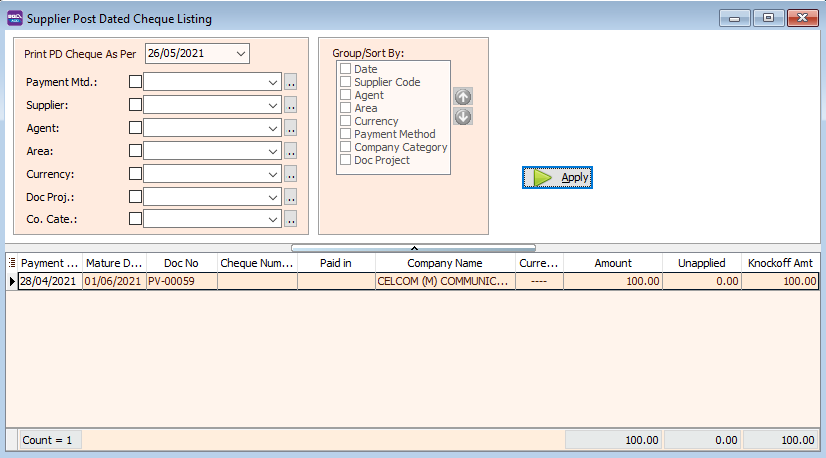 Supplier Post Dated Cheque Listing
Print PD Cheque As Per 26/05/2021
Payment Mtd.: ..
Supplier: ..
Agent: ..
Area: ..
Currency: ..
Doc Proj.: ..
Co. Cate.: ..
Group/Sort By:
Date
Supplier Code
Agent
Area
Currency
Payment Method
Company Category
Doc Project
Apply
Payment ... Mature D... Doc No Cheque Num... Paid in Company Name Curre... Amount Unapplied Knockoff Amt
28/04/2021 01/06/2021 PV-00059 CELCOM (M) COMMUNIC... ---- 100.00 0.00 100.00
Count = 1 100.00 0.00 100.00